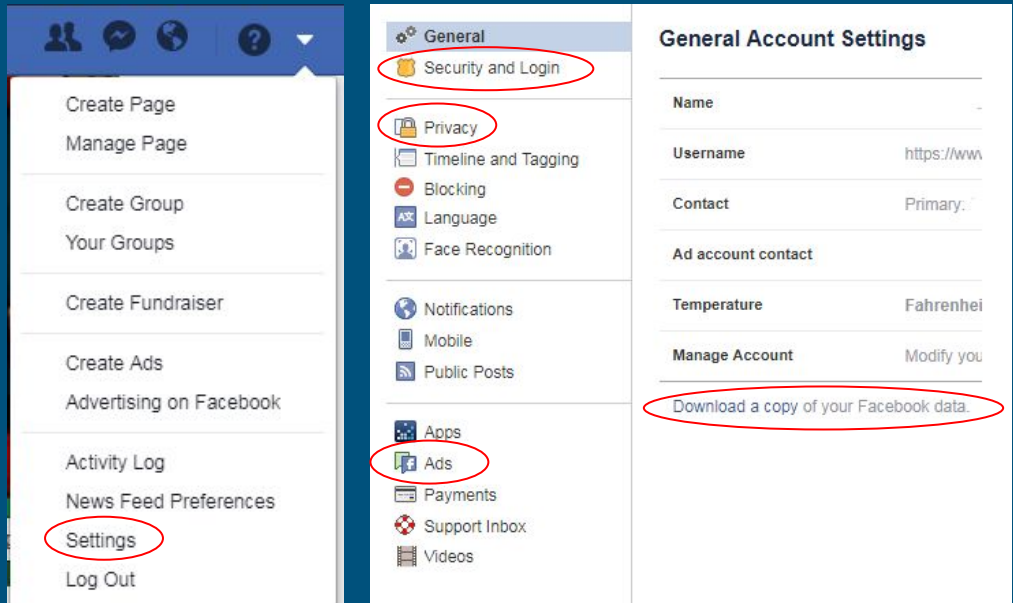 Create Page
Manage Page
Create Group
Your Groups
Create Fundraiser
Create Ads
Advertising on Facebook
Activity Log
News Feed Preferences
Settings
Log Out
General
Security and Login
Privacy
Timeline and Tagging
Blocking
Language
Face Recognition
Notifications
Mobile
Public Posts
Apps
Ads
Payments
Support Inbox
Videos
General Account Settings
Name
Username https://www
Contact Primary:
Ad account contact
Temperature Fahrenhei
Manage Account Modify you
Download a copy of your Facebook data.